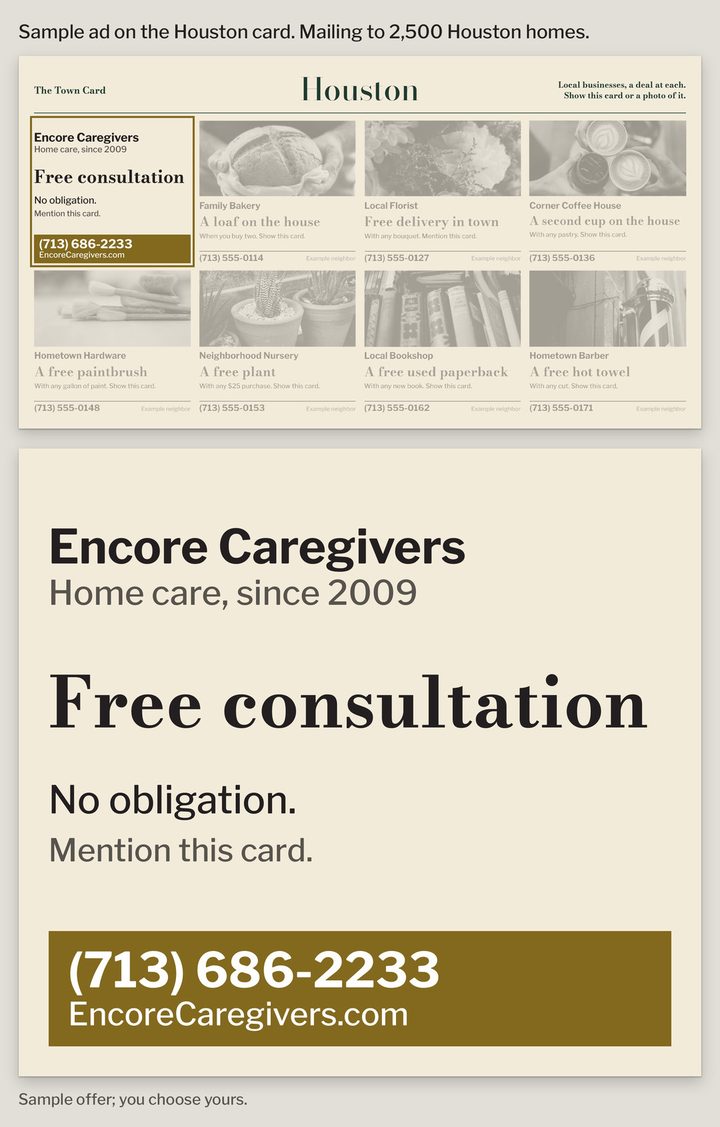 Sample ad on the Houston card. Mailing to 2,500 Houston homes.
The Town Card
Houston
Local businesses, a deal at each.
Show this card or a photo of it.
Encore Caregivers
Home care, since 2009
Free consultation
No obligation.
Mention this card.
(713) 686-2233
EncoreCaregivers.com
Family Bakery
A loaf on the house
When you buy two. Show this card.
(713) 555-0114
Example neighbor
Local Florist
Free delivery in town
With any bouquet. Mention this card.
(713) 555-0127
Example neighbor
Corner Coffee House
A second cup on the house
With any pastry. Show this card.
(713) 555-0136
Example neighbor
Hometown Hardware
A free paintbrush
With any gallon of paint. Show this card.
(713) 555-0148
Example neighbor
Neighborhood Nursery
A free plant
With any $25 purchase. Show this card.
(713) 555-0153
Example neighbor
Local Bookshop
A free used paperback
With any new book. Show this card.
(713) 555-0162
Example neighbor
Hometown Barber
A free hot towel
With any cut. Show this card.
(713) 555-0171
Example neighbor
Encore Caregivers
Home care, since 2009
Free consultation
No obligation.
Mention this card.
(713) 686-2233
EncoreCaregivers.com
Sample offer; you choose yours.